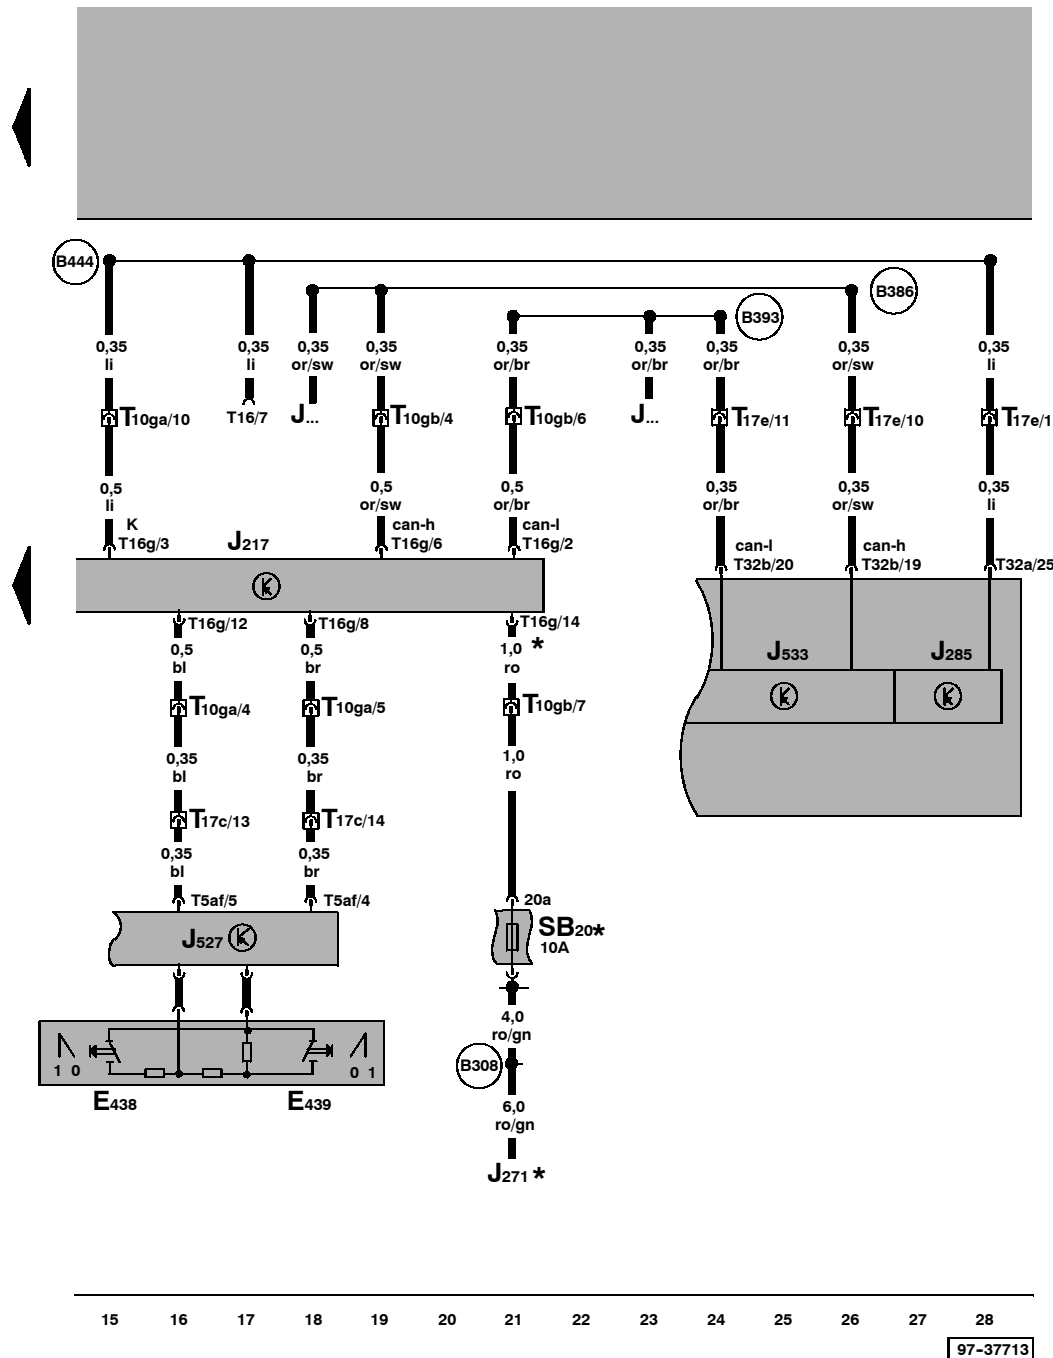 B444
B386
B393
0,35 0,35 0,35 0,35 0,35 0,35 0,35 0,35 0,35
li li or/sw or/sw or/br or/br or/br or/sw li
T10ga/10 T16/7 J... T10gb/4 T10gb/6 J... T17e/11 T17e/10 T17e/1
0,5 0,5 0,5 0,35 0,35 0,35
li or/sw or/br or/br or/sw li
K can-h can-l
T16g/3 J217 T16g/6 T16g/2
can-l can-h
T32b/20 T32b/19 T32a/25
T16g/12 T16g/8 T16g/14
0,5 0,5 1,0 *
bl br ro
J533 J285
T10ga/4 T10ga/5 T10gb/7
0,35 0,35 1,0
bl br ro
T17c/13 T17c/14
0,35 0,35
bl br
T5af/5 T5af/4 20a
J527 SB20*
10A
4,0
ro/gn
1 0 0 1 B308
E438 E439
6,0
ro/gn
J271 *
15 16 17 18 19 20 21 22 23 24 25 26 27 28
97-37713